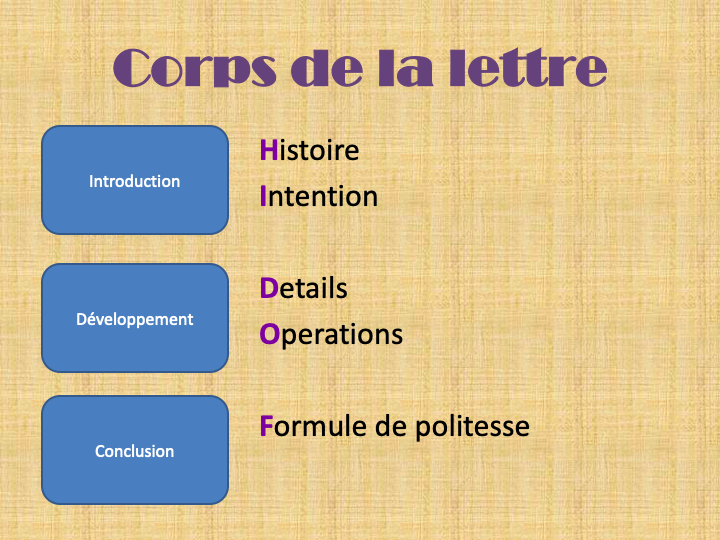 Corps de la lettre
Introduction
Histoire
Intention
Développement
Details
Operations
Conclusion
Formule de politesse